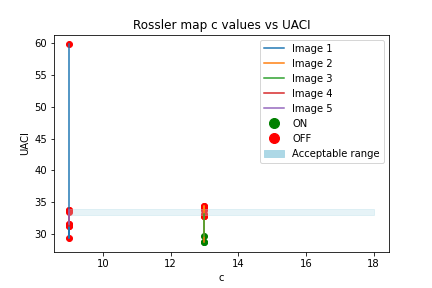 Rossler map c values vs UACI
60
55
50
45
40
35
30
UACI
Image 1
Image 2
Image 3
Image 4
Image 5
ON
OFF
Acceptable range
10 12 14 16 18
c